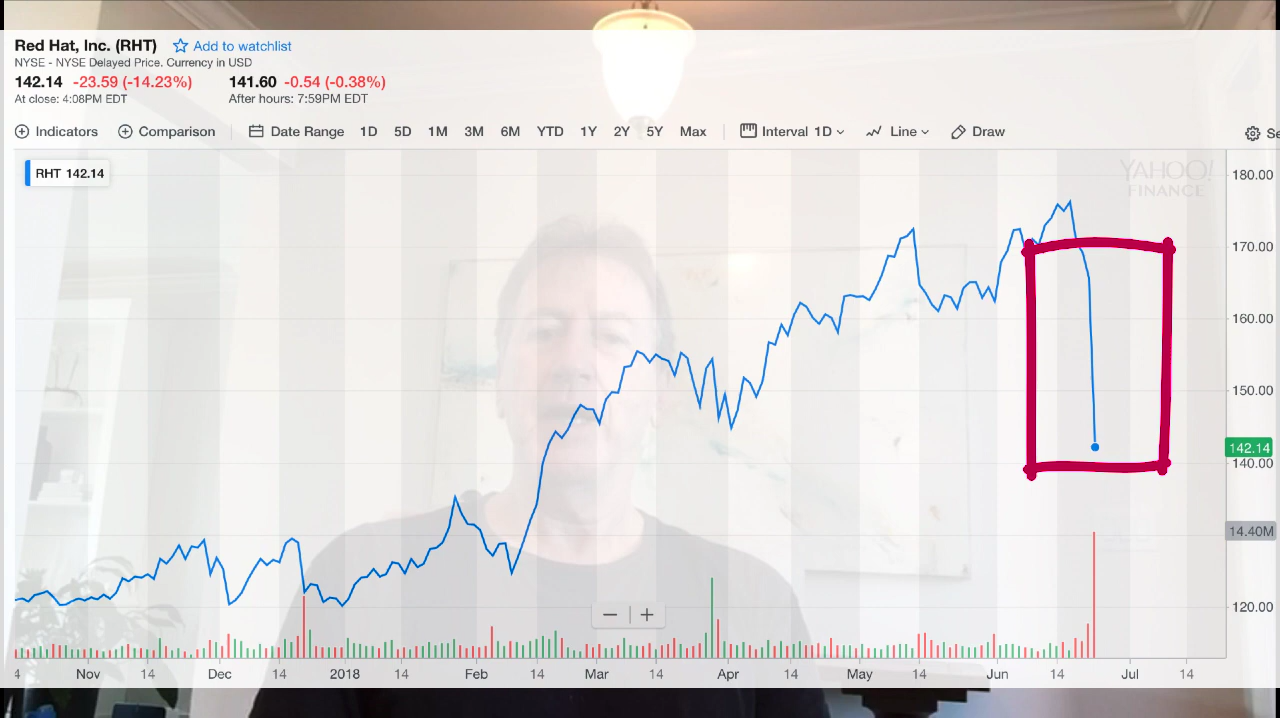 Red Hat, Inc. (RHT) Add to watchlist
NYSE - NYSE Delayed Price. Currency in USD
142.14 -23.59 (-14.23%) 141.60 -0.54 (-0.38%)
At close: 4:08PM EDT After hours: 7:59PM EDT
Indicators Comparison Date Range 1D 5D 1M 3M 6M YTD 1Y 2Y 5Y Max Interval 1D Line Draw Se
RHT 142.14
YAHOO!
FINANCE
180.00
170.00
160.00
150.00
142.14
140.00
14.40M
120.00
4 Nov 14 Dec 14 2018 14 Feb 14 Mar 14 Apr 14 May 14 Jun 14 Jul 14